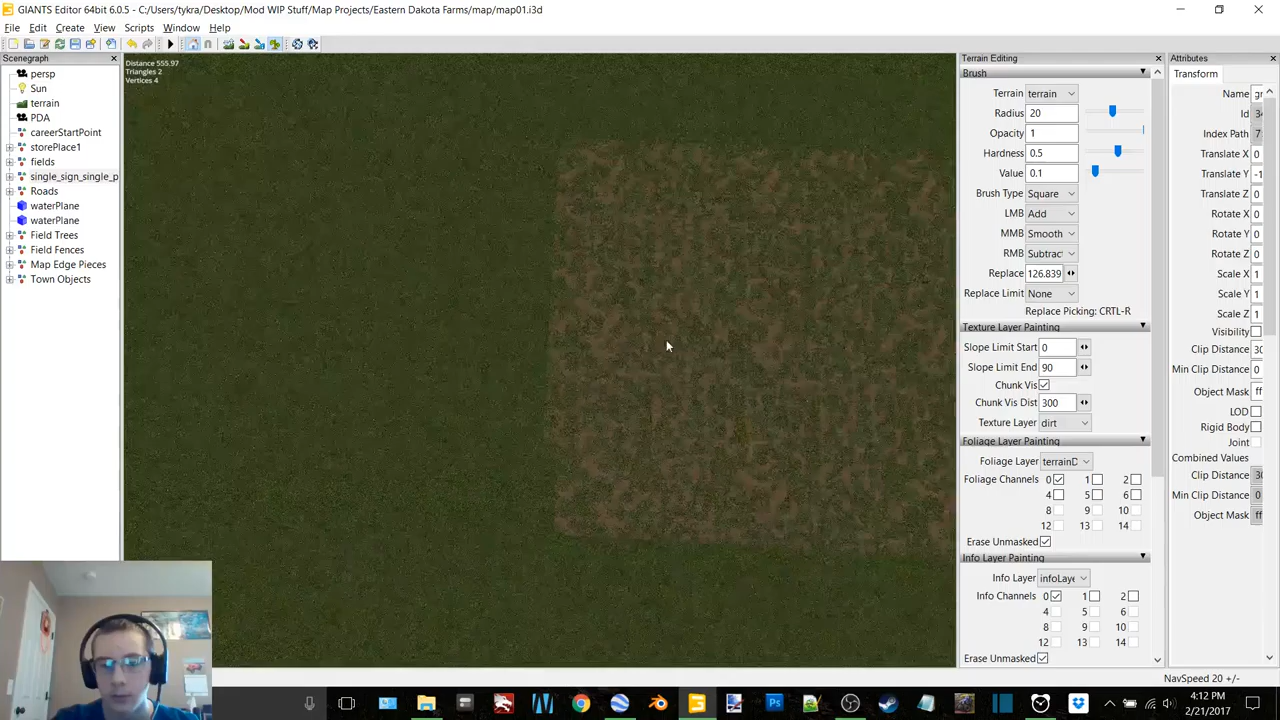 GIANTS Editor 64bit 6.0.5 - C:/Users/tykra/Desktop/Mod WIP Stuff/Map Projects/Eastern Dakota Farms/map/map01.i3d
File Edit Create View Scripts Window Help
Scenegraph
persp
Sun
terrain
PDA
careerStartPoint
storePlace1
fields
single_sign_single_p
Roads
waterPlane
waterPlane
Field Trees
Field Fences
Map Edge Pieces
Town Objects
Distance 555.97
Triangles 2
Vertices 4
Terrain Editing
Brush
Terrain terrain
Radius 20
Opacity 1
Hardness 0.5
Value 0.1
Brush Type Square
LMB Add
MMB Smooth
RMB Subtrac
Replace 126.839
Replace Limit None
Replace Picking: CRTL-R
Texture Layer Painting
Slope Limit Start 0
Slope Limit End 90
Chunk Vis
Chunk Vis Dist 300
Texture Layer dirt
Foliage Layer Painting
Foliage Layer terrainD
Foliage Channels 0 1 2
4 5 6
8 9 10
12 13 14
Erase Unmasked
Info Layer Painting
Info Layer infoLaye
Info Channels 0 1 2
4 5 6
8 9 10
12 13 14
Erase Unmasked
Attributes
Transform
Name gr
Id 34
Index Path 7
Translate X 0
Translate Y -1
Translate Z 0
Rotate X 0
Rotate Y 0
Rotate Z 0
Scale X 1
Scale Y 1
Scale Z 1
Visibility
Clip Distance 30
Min Clip Distance 0
Object Mask ff
LOD
Rigid Body
Joint
Combined Values
Clip Distance 30
Min Clip Distance 0
Object Mask ff
NavSpeed 20 +/-
4:12 PM
2/21/2017